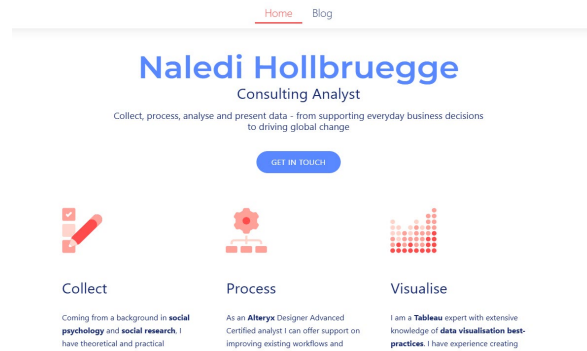 Home Blog
Naledi Hollbruegge
Consulting Analyst
Collect, process, analyse and present data - from supporting everyday business decisions
to driving global change
GET IN TOUCH
Collect
Coming from a background in social
psychology and social research, I
have theoretical and practical
Process
As an Alteryx Designer Advanced
Certified analyst I can offer support on
improving existing workflows and
Visualise
I am a Tableau expert with extensive
knowledge of data visualisation best-
practices. I have experience creating